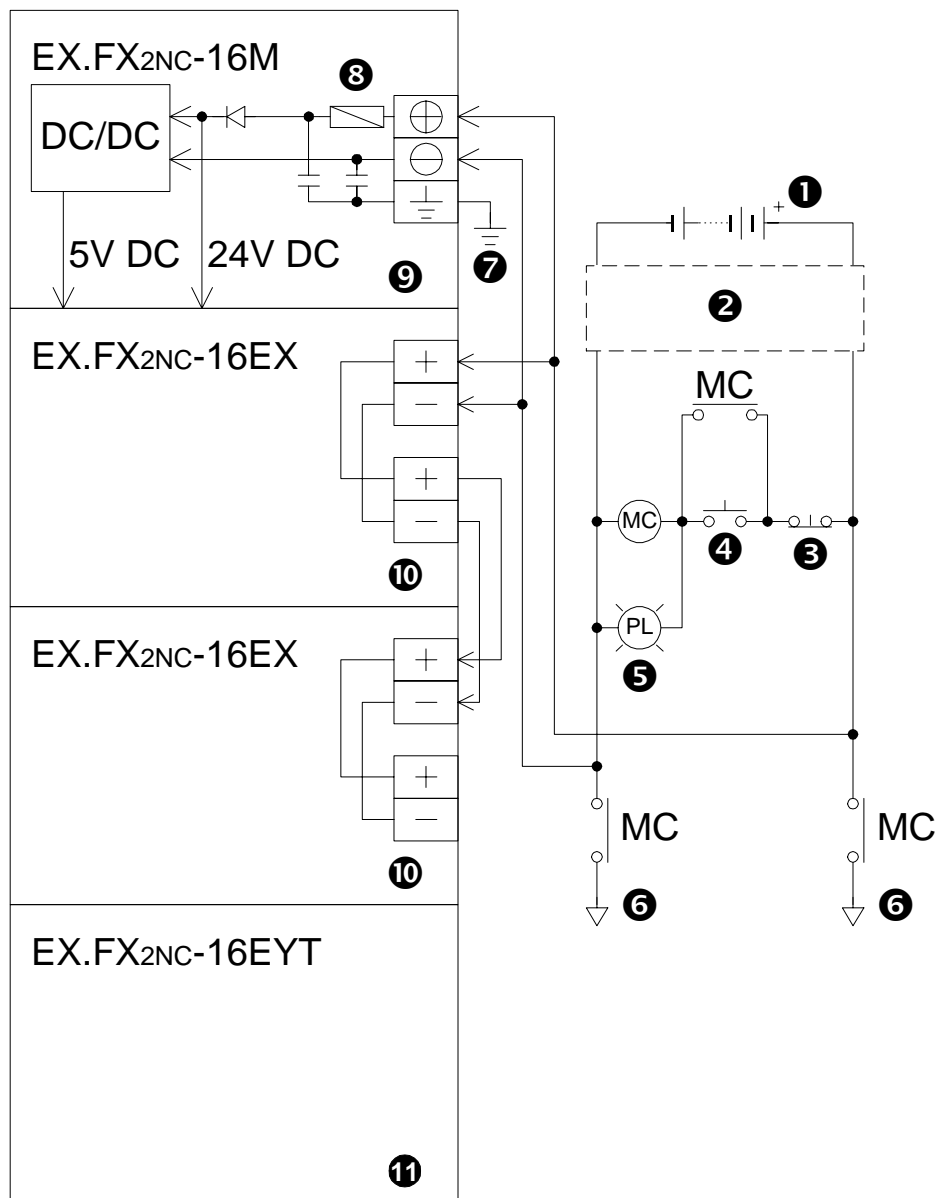 EX.FX2NC-16M
❽
DC/DC
+ ❶
5V DC 24V DC
❾
❼
❷
EX.FX2NC-16EX
+
−
MC
+
−
MC
❹
❸
❿
EX.FX2NC-16EX
PL
+
−
❺
+
−
MC
MC
❿
❻
❻
EX.FX2NC-16EYT
⓫